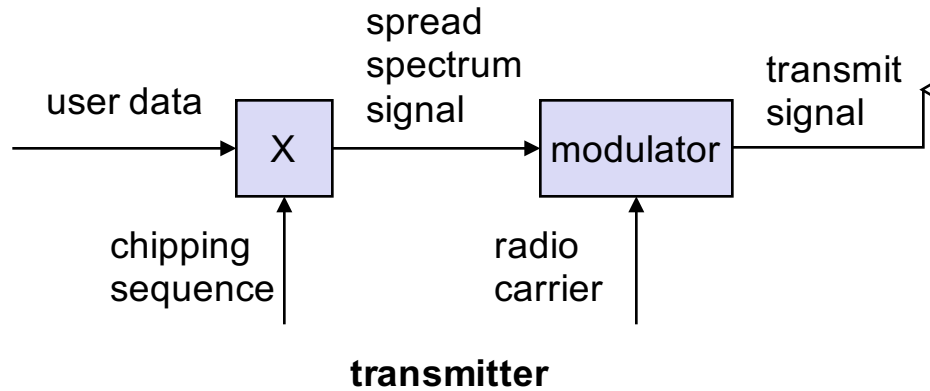 spread
spectrum
signal
transmit
signal
user data
X
modulator
chipping
sequence
radio
carrier
transmitter